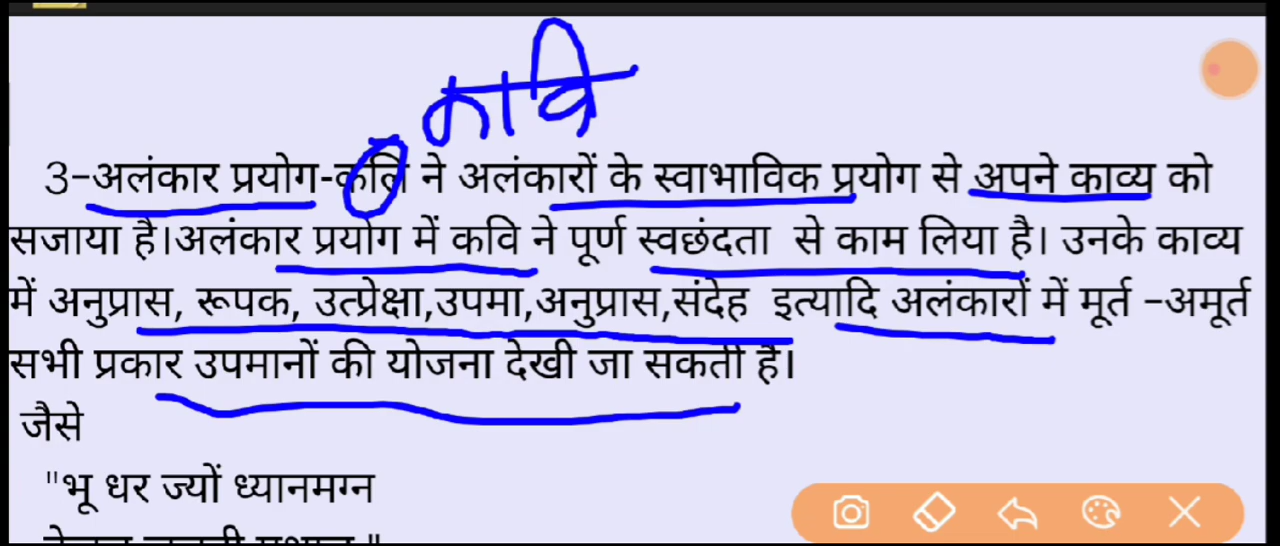 कवि
3-अलंकार प्रयोग-कलि ने अलंकारों के स्वाभाविक प्रयोग से अपने काव्य को
सजाया है।अलंकार प्रयोग में कवि ने पूर्ण स्वछंदता से काम लिया है। उनके काव्य
में अनुप्रास, रूपक, उत्प्रेक्षा,उपमा,अनुप्रास,संदेह इत्यादि अलंकारों में मूर्त -अमूर्त
सभी प्रकार उपमानों की योजना देखी जा सकती है।
जैसे
"भू धर ज्यों ध्यानमग्न